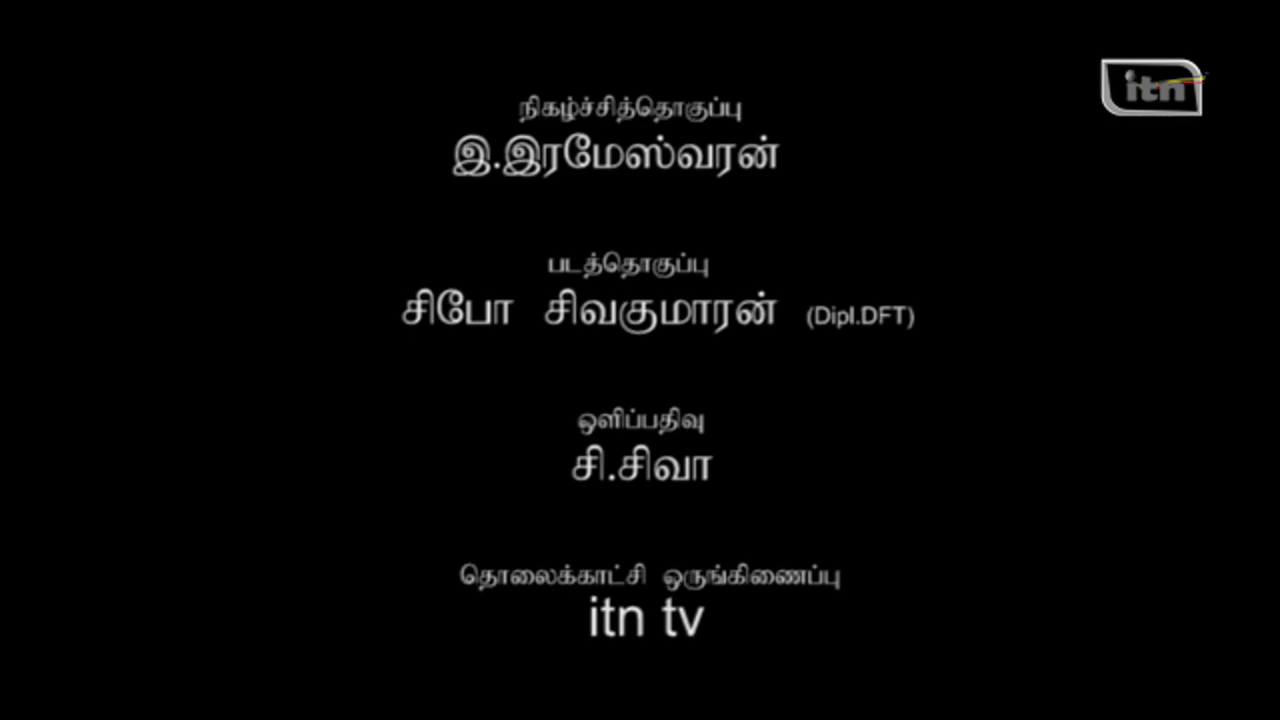 itn
நிகழ்ச்சித்தொகுப்பு
இ.இரமேஸ்வரன்
படத்தொகுப்பு
சிபோ சிவகுமாரன் (Dipl.DFT)
ஒளிப்பதிவு
சி.சிவா
தொலைக்காட்சி ஒருங்கிணைப்பு
itn tv